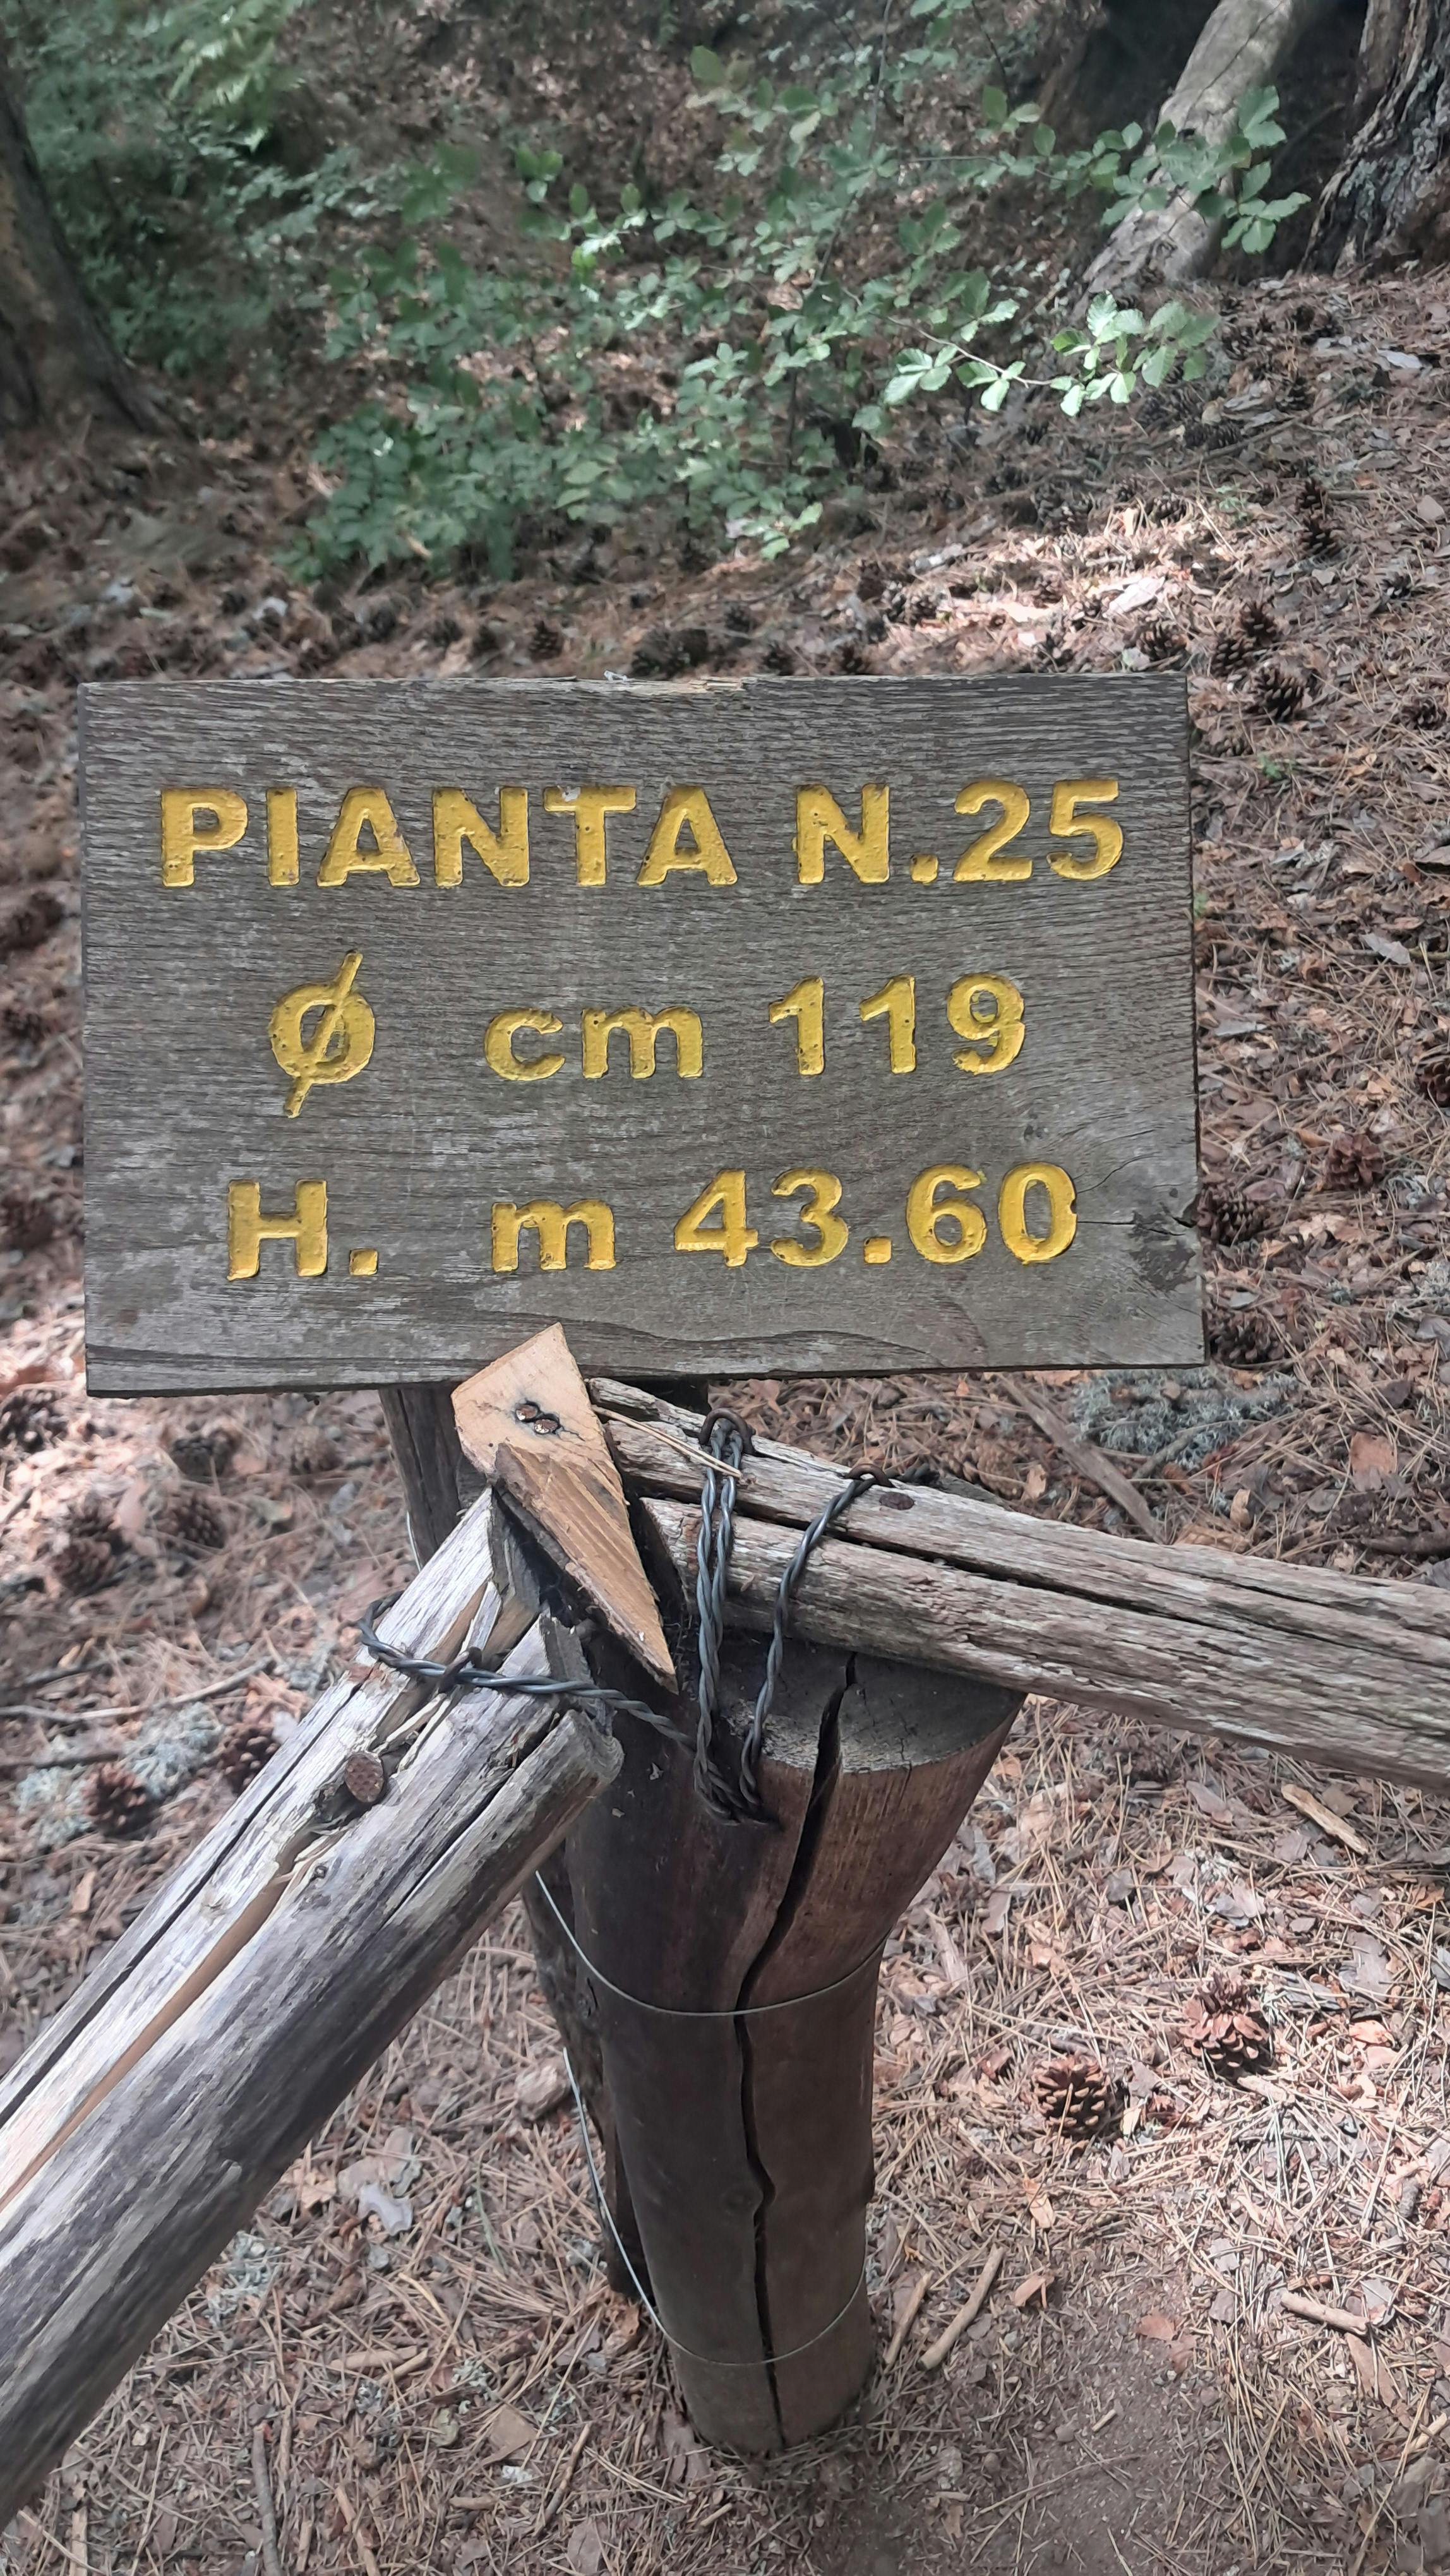 PIANTA N.25
Ø cm 119
H. m 43.60